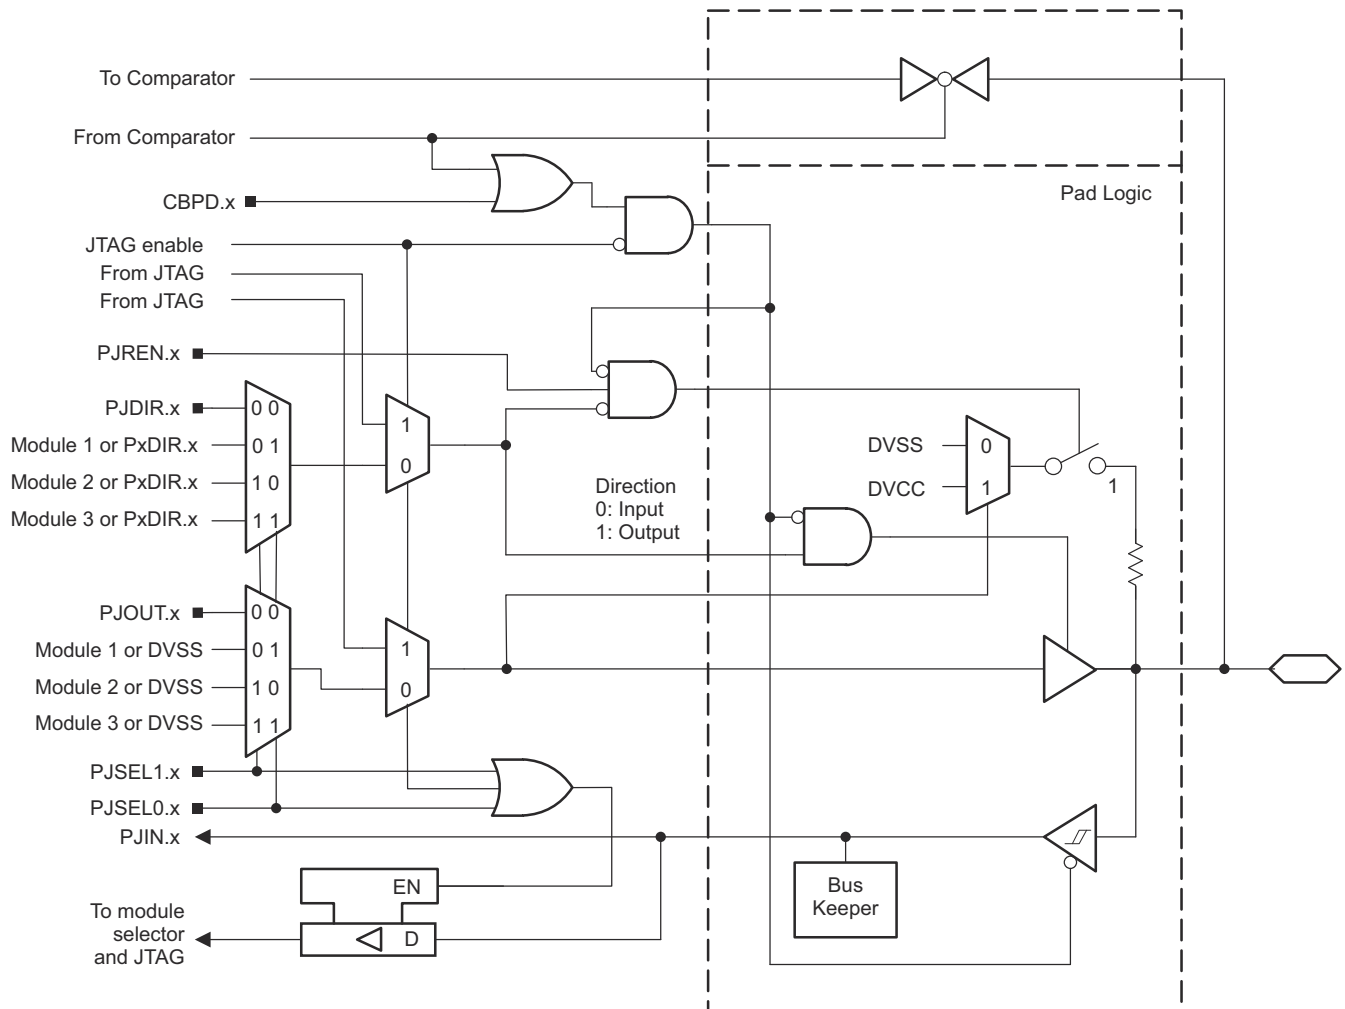 To Comparator
From Comparator
Pad Logic
CBPD.x
JTAG enable
From JTAG
From JTAG
PJREN.x
PJDIR.x
0 0
Module 1 or PxDIR.x
0 1
Module 2 or PxDIR.x
1 0
Module 3 or PxDIR.x
1 1
1
0
Direction
0: Input
1: Output
DVSS
0
DVCC
1
1
PJOUT.x
0 0
Module 1 or DVSS
0 1
Module 2 or DVSS
1 0
Module 3 or DVSS
1 1
1
0
PJSEL1.x
PJSEL0.x
PJIN.x
EN
D
Bus
Keeper
To module
selector
and JTAG